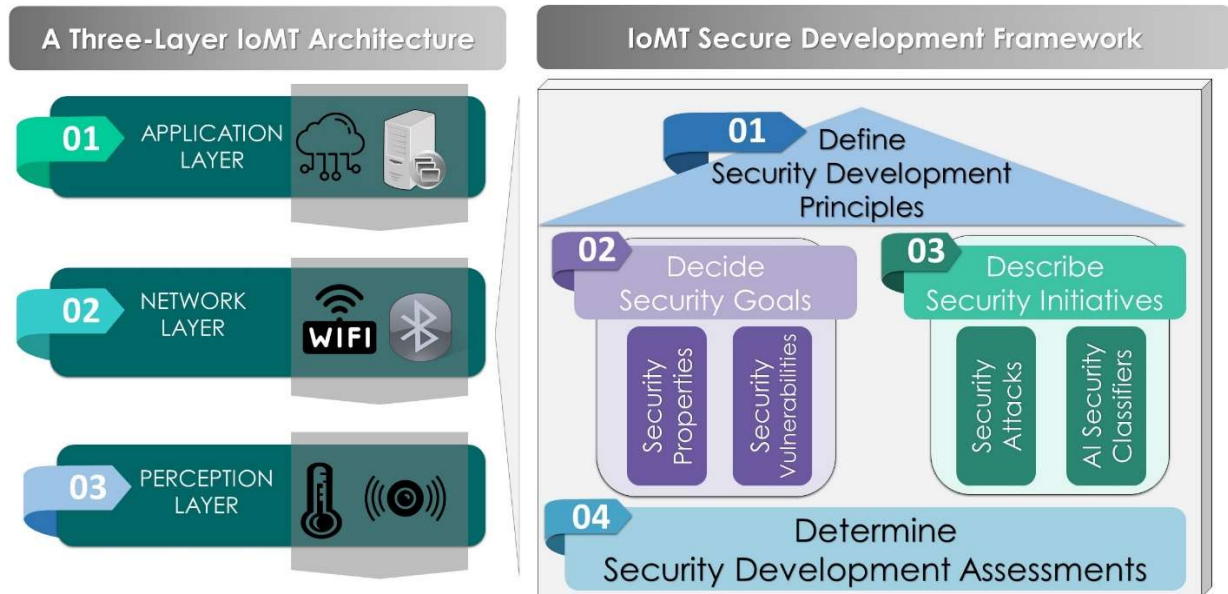 A Three-Layer IoMT Architecture
01
APPLICATION
LAYER
02
NETWORK
LAYER
WIFI
03
PERCEPTION
LAYER
IoMT Secure Development Framework
01
Define
Security Development
Principles
02
Decide
Security Goals
Security
Properties
Security
Vulnerabilities
03
Describe
Security Initiatives
Security
Attacks
AI Security
Classifiers
04
Determine
Security Development Assessments